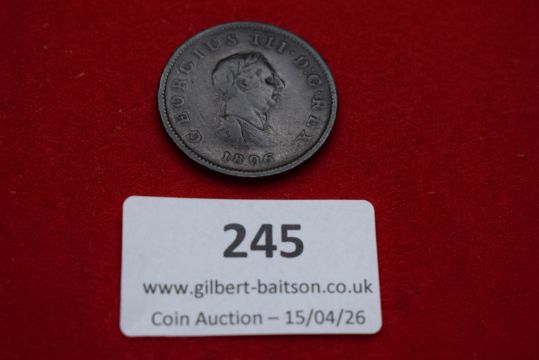 GEORGIUS III · D : G · REX
1806
245
www.gilbert-baitson.co.uk
Coin Auction – 15/04/26